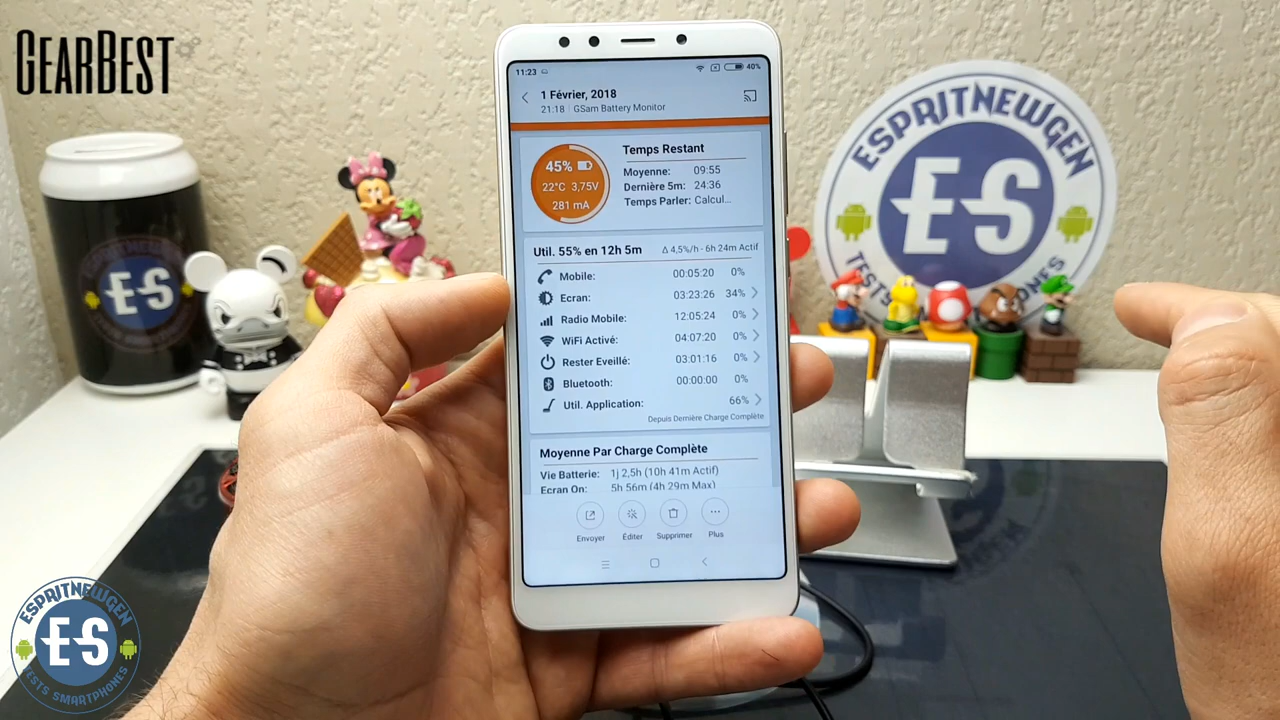 GEARBEST
11:23
40%
1 Février, 2018
21:18 | GSam Battery Monitor
45%
22°C 3,75V
281 mA
Temps Restant
Moyenne: 09:55
Dernière 5m: 24:36
Temps Parler: Calcul...
Util. 55% en 12h 5m
Δ 4,5%/h - 6h 24m Actif
Mobile: 00:05:20 0%
Ecran: 03:23:26 34%
Radio Mobile: 12:05:24 0%
WiFi Activé: 04:07:20 0%
Rester Eveillé: 03:01:16 0%
Bluetooth: 00:00:00 0%
Util. Application: 66%
Depuis Dernière Charge Complète
Moyenne Par Charge Complète
Vie Batterie: 1j 2,5h (10h 41m Actif)
Ecran On: 5h 56m (4h 29m Max)
Envoyer Éditer Supprimer Plus
ESPRITNEWGEN
ES
ES
ESPRITNEWGEN
ES
ESTS SMARTPHONES